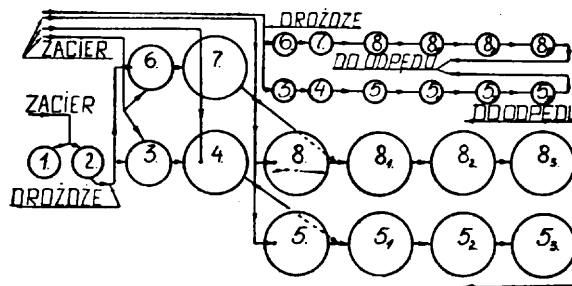 DROŻDŻE
6 7 8 8 8 8
DO ODPĘDU
ZACIER
6. 7.
3 4 5 5 5 5
DO ODPĘDU
ZACIER
1. 2. 3. 4. 8. 8₁ 8₂ 8₃
DROŻDŻE
5. 5₁ 5₂ 5₃